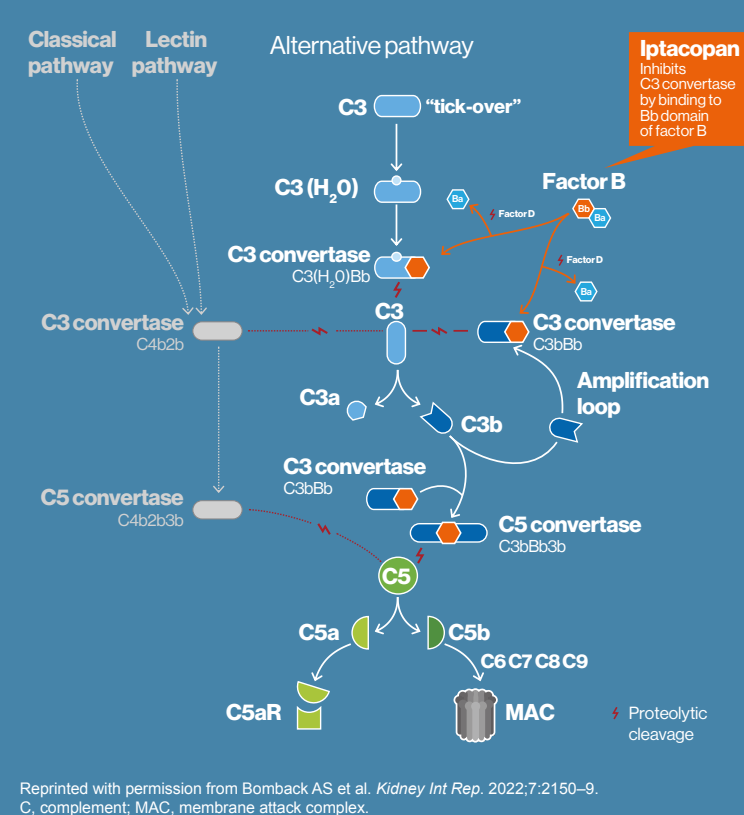 Classical
pathway
Lectin
pathway
Alternative pathway
Iptacopan
Inhibits
C3 convertase
by binding to
Bb domain
of factor B
C3
“tick-over”
C3 (H₂0)
Factor B
Ba
Factor D
Bb
Ba
C3 convertase
C3(H₂0)Bb
Factor D
Ba
C3
C3 convertase
C4b2b
C3 convertase
C3bBb
Amplification
loop
C3a
C3b
C3 convertase
C3bBb
C5 convertase
C4b2b3b
C5 convertase
C3bBb3b
C5
C5a
C5b
C6 C7 C8 C9
C5aR
MAC
Proteolytic
cleavage
Reprinted with permission from Bomback AS et al. Kidney Int Rep. 2022;7:2150–9.
C, complement; MAC, membrane attack complex.